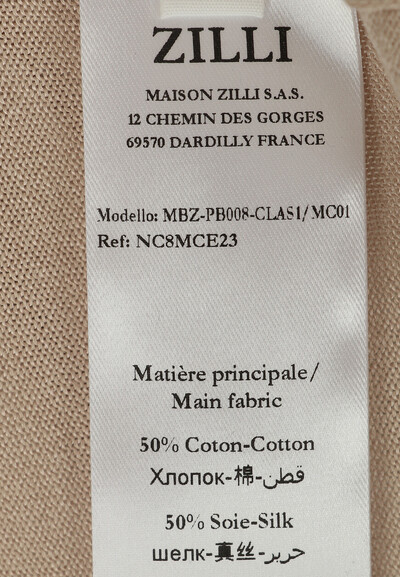 ZILLI
MAISON ZILLI S.A.S.
12 CHEMIN DES GORGES
69570 DARDILLY FRANCE
Modello: MBZ-PB008-CLAS1/MC01
Ref: NC8MCE23
Matière principale/
Main fabric
50% Coton-Cotton
Хлопок-棉-قطن
50% Soie-Silk
шелк-真丝-حرير